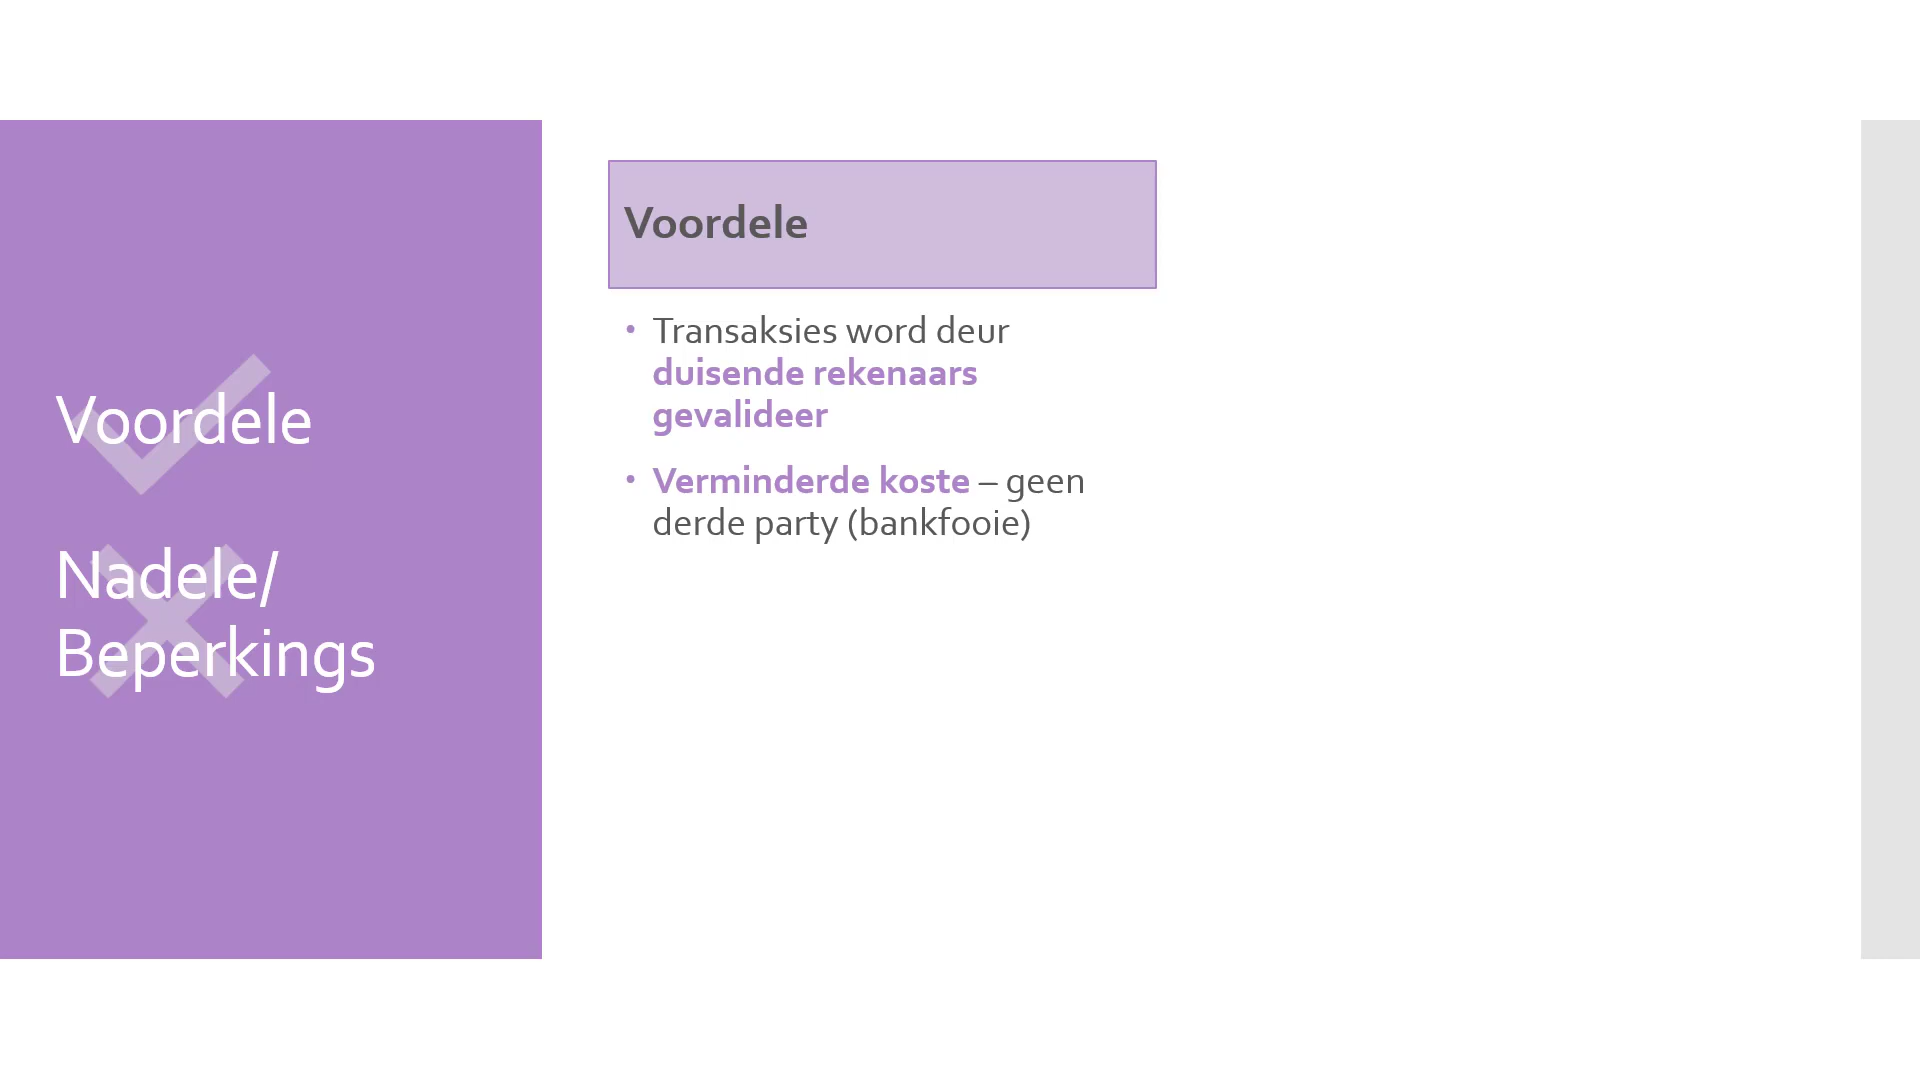 Voordele
Nadele/
Beperkings
Voordele
• Transaksies word deur
duisende rekenaars
gevalideer
• Verminderde koste – geen
derde party (bankfooie)